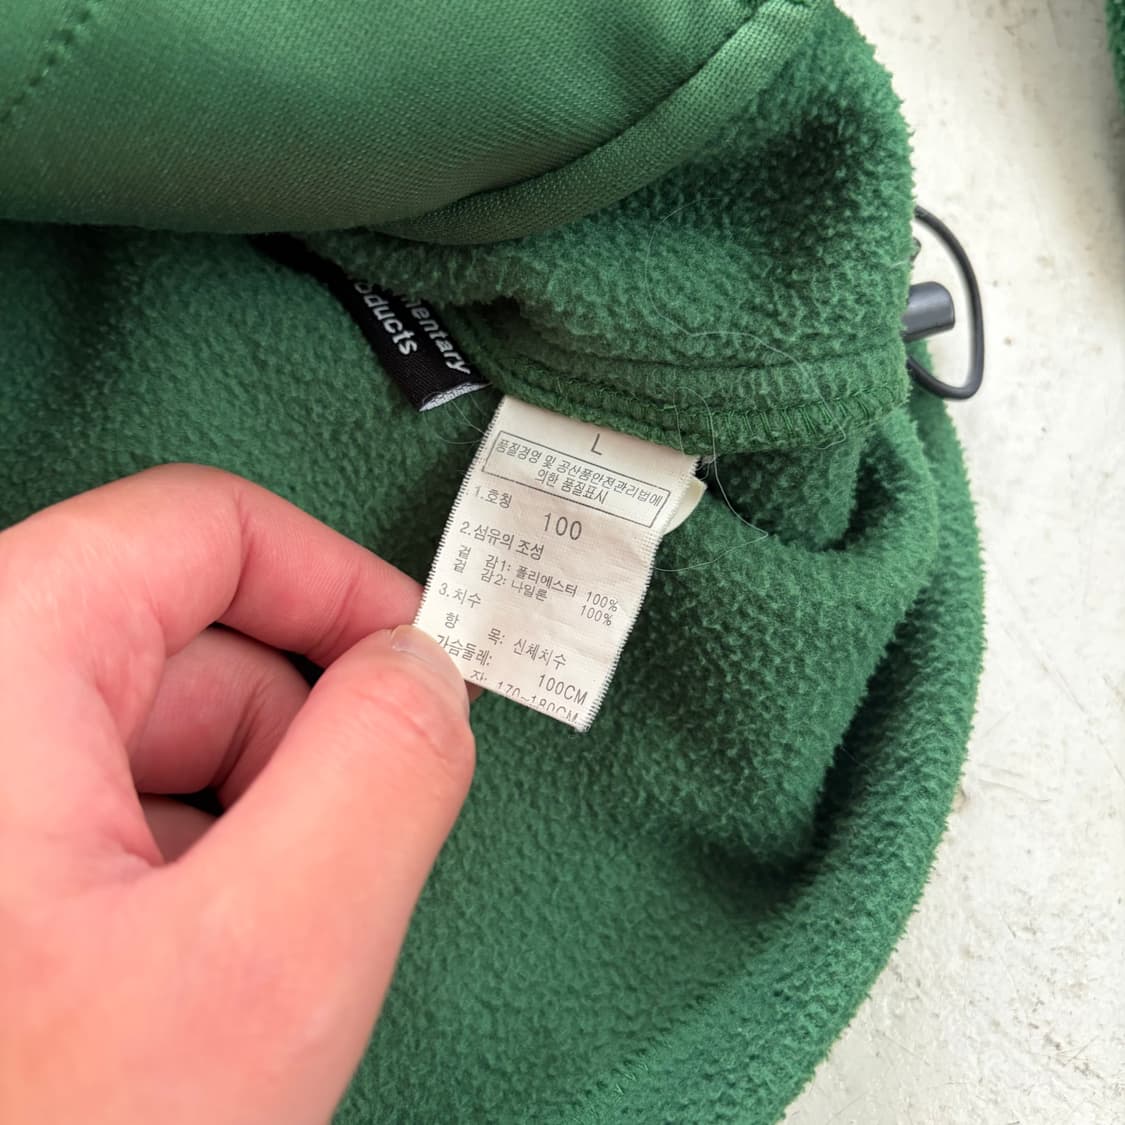 mentary
oducts
L
품질경영 및 공산품안전관리법에
의한 품질표시
1.호칭
100
2.섬유의 조성
겉 감1: 폴리에스터 100%
겉 감2: 나일론 100%
3.치수
항 목: 신체치수
가슴둘레: 100CM
장: 170~180CM